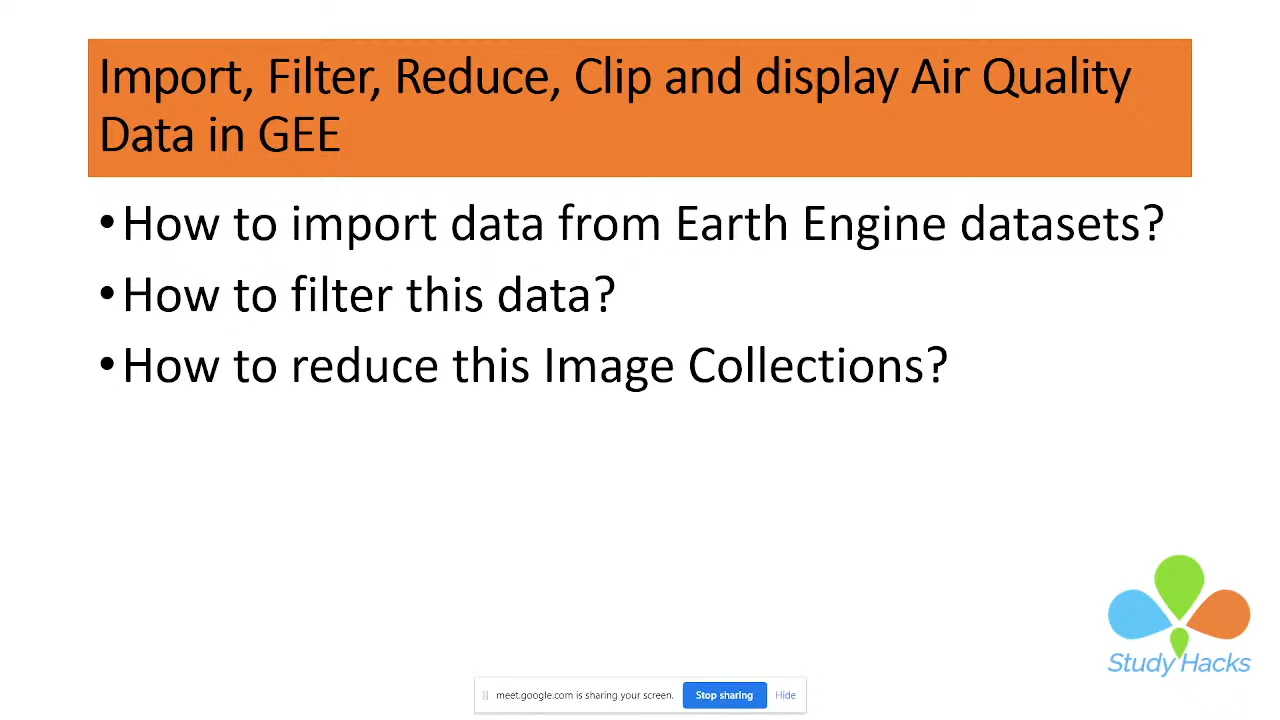 Import, Filter, Reduce, Clip and display Air Quality
Data in GEE
•How to import data from Earth Engine datasets?
•How to filter this data?
•How to reduce this Image Collections?
Study Hacks
meet.google.com is sharing your screen. Stop sharing Hide